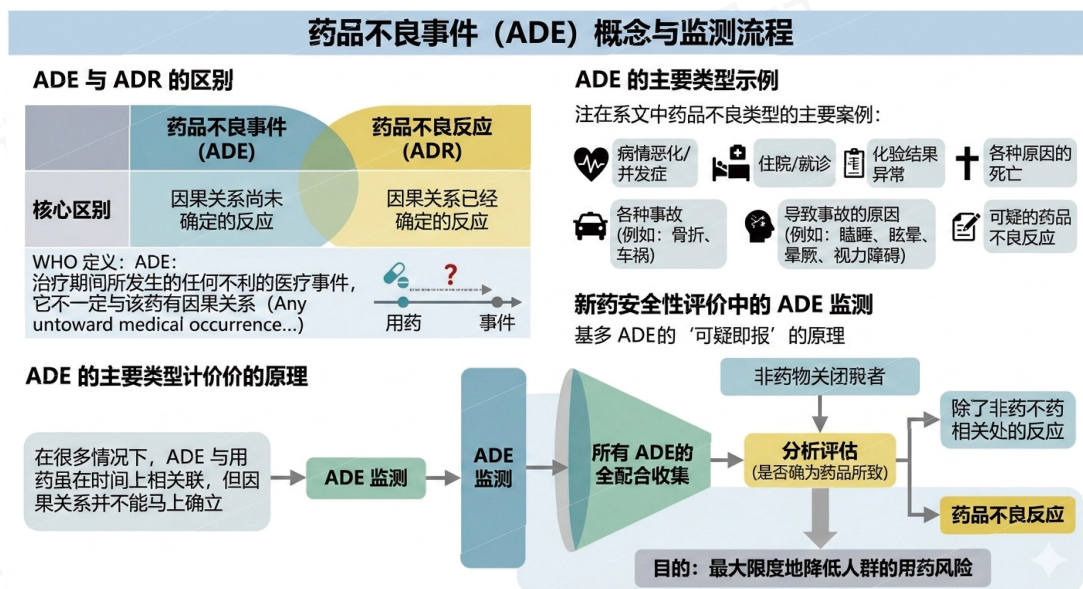 药品不良事件（ADE）概念与监测流程
ADE 与 ADR 的区别
药品不良事件
(ADE)
药品不良反应
(ADR)
核心区别
因果关系尚未
确定的反应
因果关系已经
确定的反应
WHO 定义：ADE：
治疗期间所发生的任何不利的医疗事件，
它不一定与该药有因果关系（Any
untoward medical occurrence...）
?
用药
事件
ADE 的主要类型示例
注在系文中药品不良类型的主要案例：
病情恶化/
并发症
住院/就诊
化验结果
异常
各种原因的
死亡
各种事故
(例如：骨折、
车祸)
导致事故的原因
(例如：瞌睡、眩晕、
晕厥、视力障碍)
可疑的药品
不良反应
新药安全性评价中的 ADE 监测
基多 ADE的‘可疑即报’的原理
ADE 的主要类型计价价的原理
在很多情况下，ADE 与用
药虽在时间上相关联，但因
果关系并不能马上确立
ADE 监测
ADE
监测
所有 ADE的
全配合收集
非药物关闭者
分析评估
(是否确为药品所致)
除了非药不药
相关处的反应
药品不良反应
目的：最大限度地降低人群的用药风险